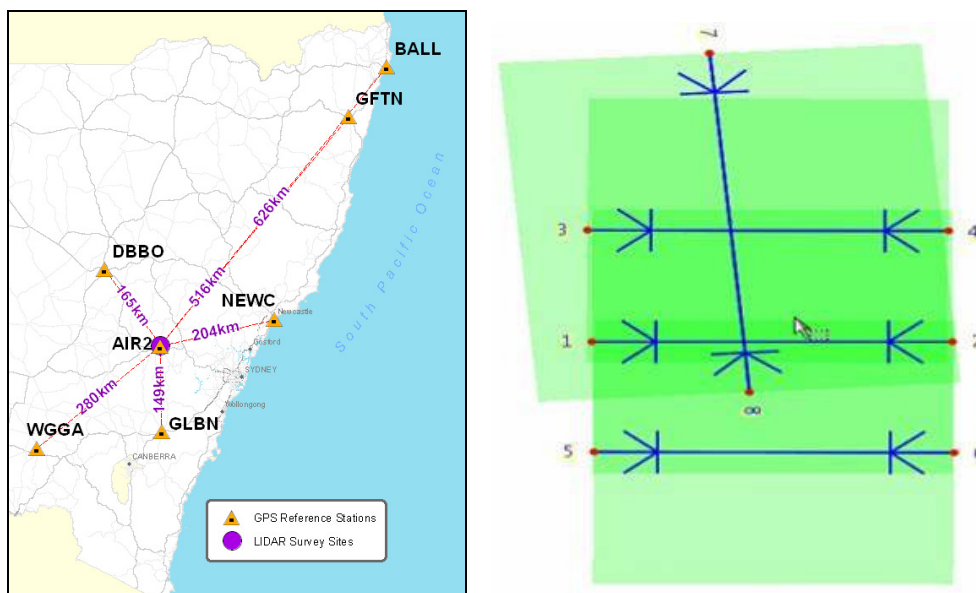 BALL
GFTN
626km
516km
South Pacific Ocean
DBBO
165km
NEWC
Newcastle
204km
AIR2
Gosford
SYDNEY
280km
149km
Wollongong
WGGA
GLBN
CANBERRA
GPS Reference Stations
LIDAR Survey Sites
7
3
4
1
2
8
5
6